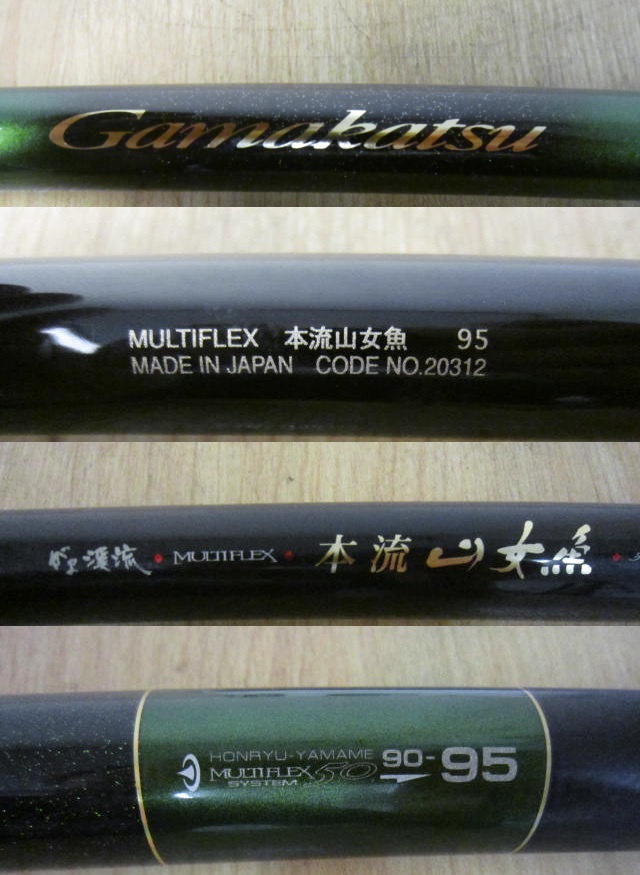 Gamakatsu
MULTIFLEX 本流山女魚 95
MADE IN JAPAN CODE NO.20312
がま渓流 • MULTIFLEX • 本流 山女魚 •
HONRYU-YAMAME 90-95
MULTIFLEX 50
SYSTEM